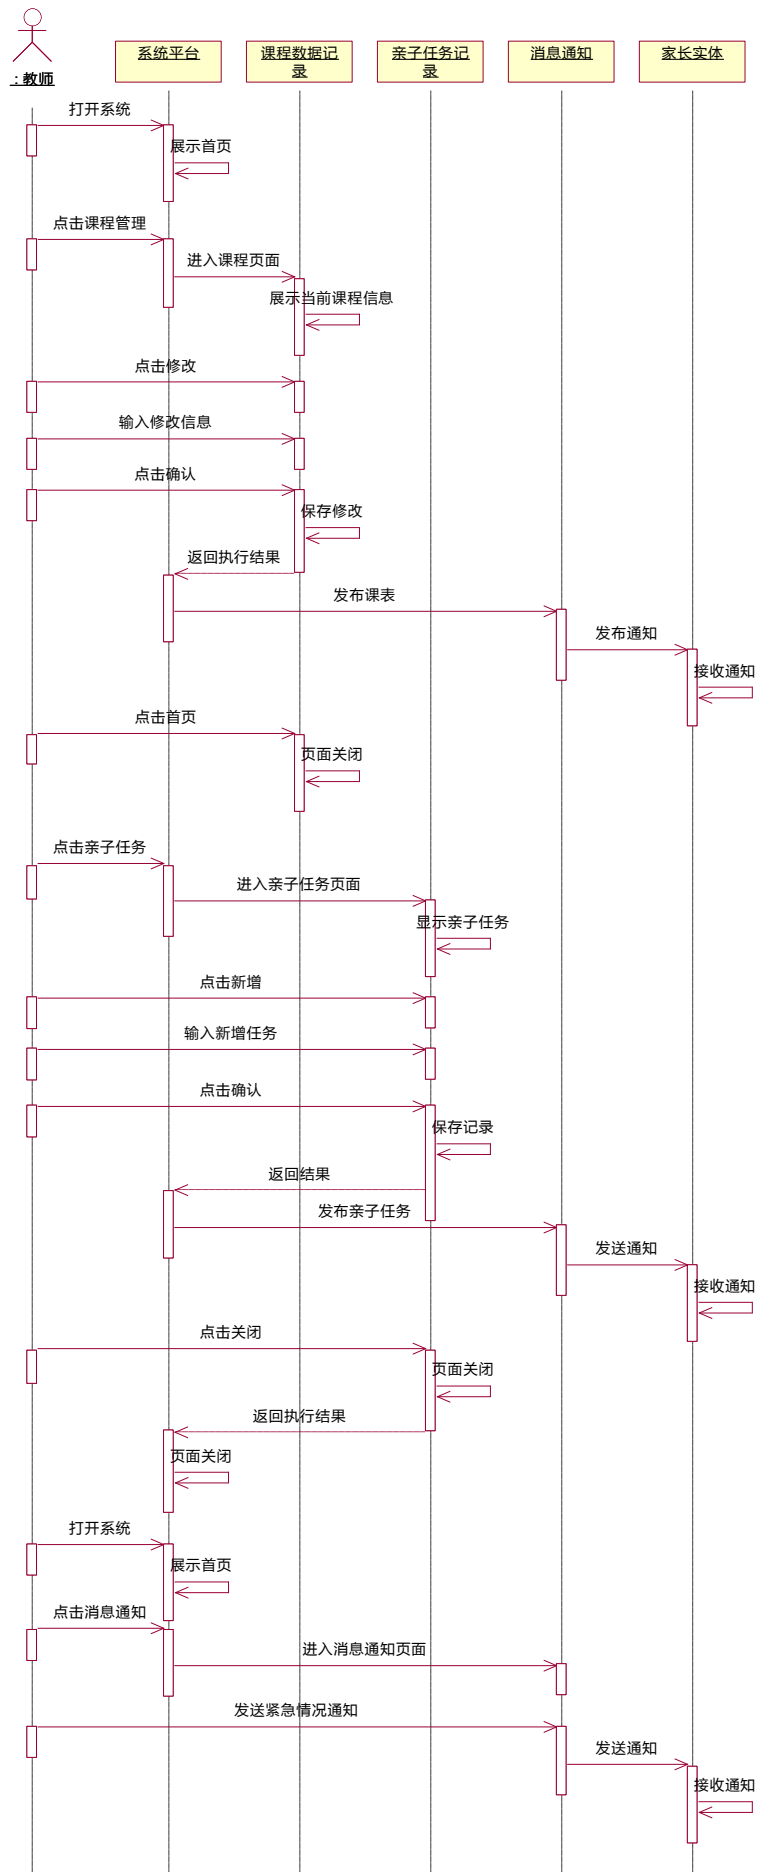 : 教师
系统平台
课程数据记
录
亲子任务记
录
消息通知
家长实体
打开系统
展示首页
点击课程管理
进入课程页面
展示当前课程信息
点击修改
输入修改信息
点击确认
保存修改
返回执行结果
发布课表
发布通知
接收通知
点击首页
页面关闭
点击亲子任务
进入亲子任务页面
显示亲子任务
点击新增
输入新增任务
点击确认
保存记录
返回结果
发布亲子任务
发送通知
接收通知
点击关闭
页面关闭
返回执行结果
页面关闭
打开系统
展示首页
点击消息通知
进入消息通知页面
发送紧急情况通知
发送通知
接收通知